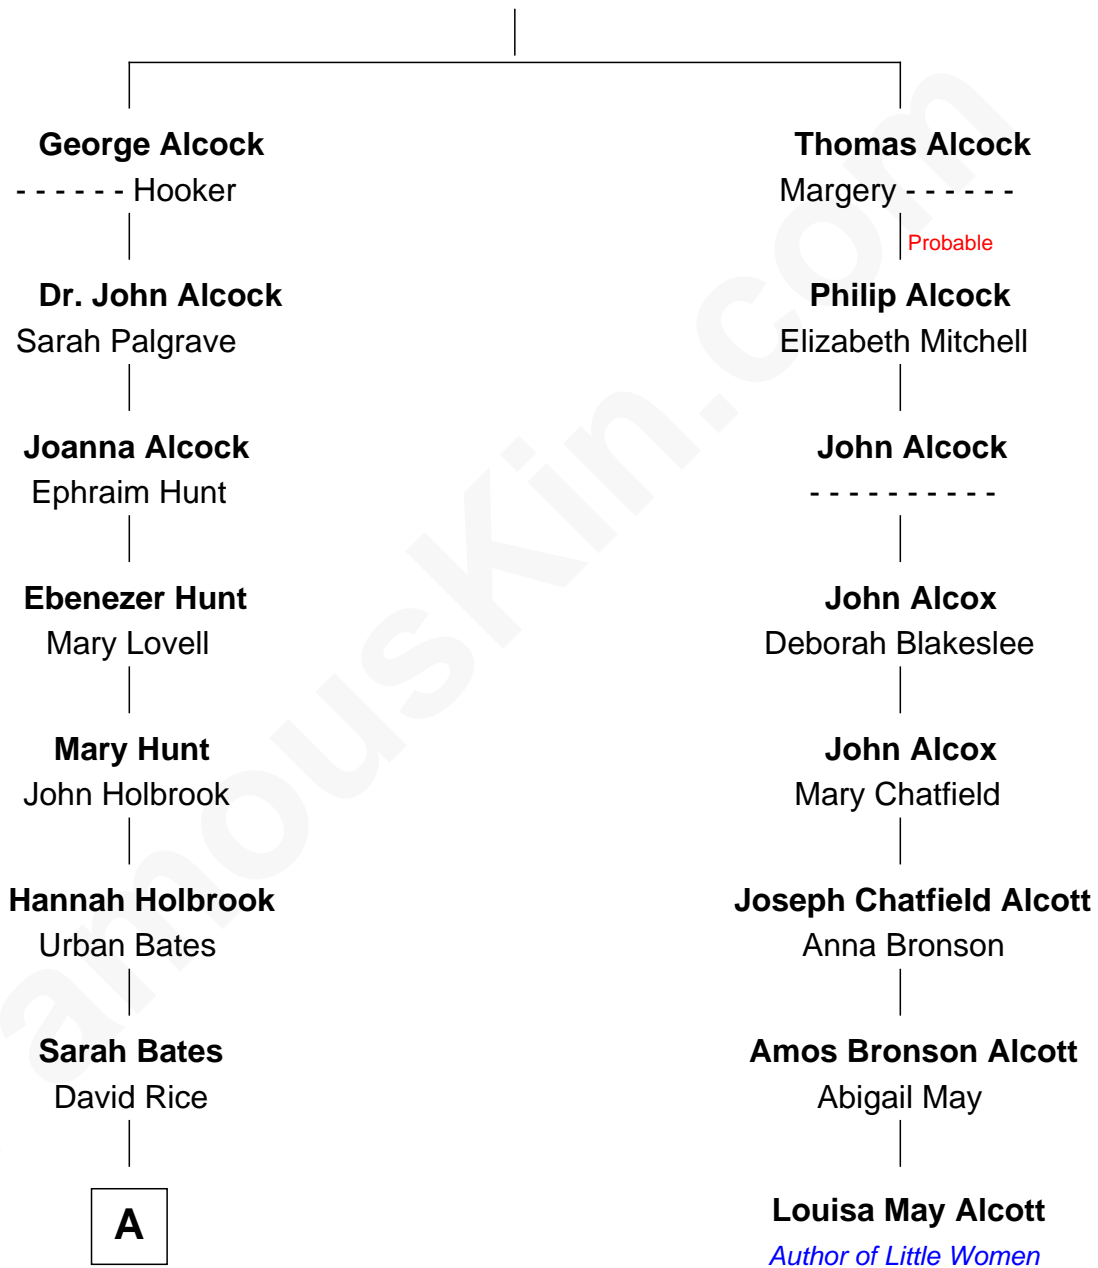 George Alcock
- - - - - - Hooker
Thomas Alcock
Margery - - - - - -
Probable
Dr. John Alcock
Sarah Palgrave
Philip Alcock
Elizabeth Mitchell
Joanna Alcock
Ephraim Hunt
John Alcock
- - - - - - - - - -
Ebenezer Hunt
Mary Lovell
John Alcox
Deborah Blakeslee
Mary Hunt
John Holbrook
John Alcox
Mary Chatfield
Hannah Holbrook
Urban Bates
Joseph Chatfield Alcott
Anna Bronson
Sarah Bates
David Rice
Amos Bronson Alcott
Abigail May
A
Louisa May Alcott
Author of Little Women
amouskin.com